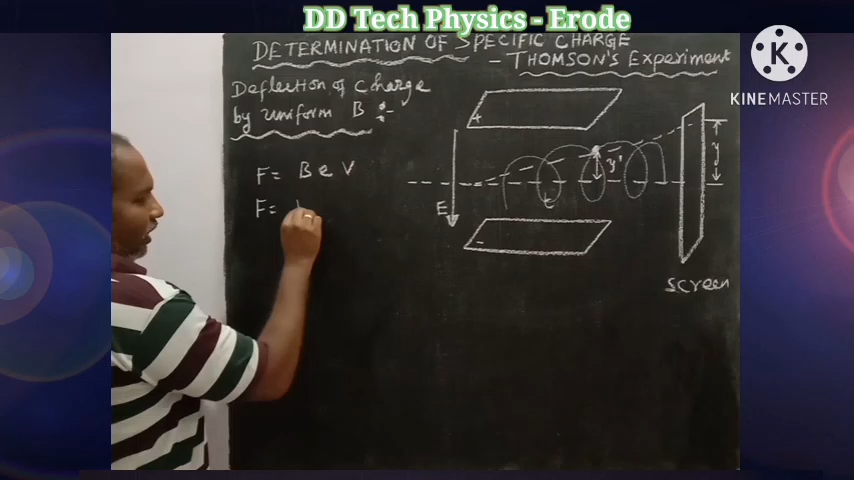 DD Tech Physics - Erode
DETERMINATION OF SPECIFIC CHARGE
- THOMSON'S Experiment
K
KINEMASTER
Deflection of charge
by uniform B :-
F = B e V
F =
+
E
-
y'
y
screen